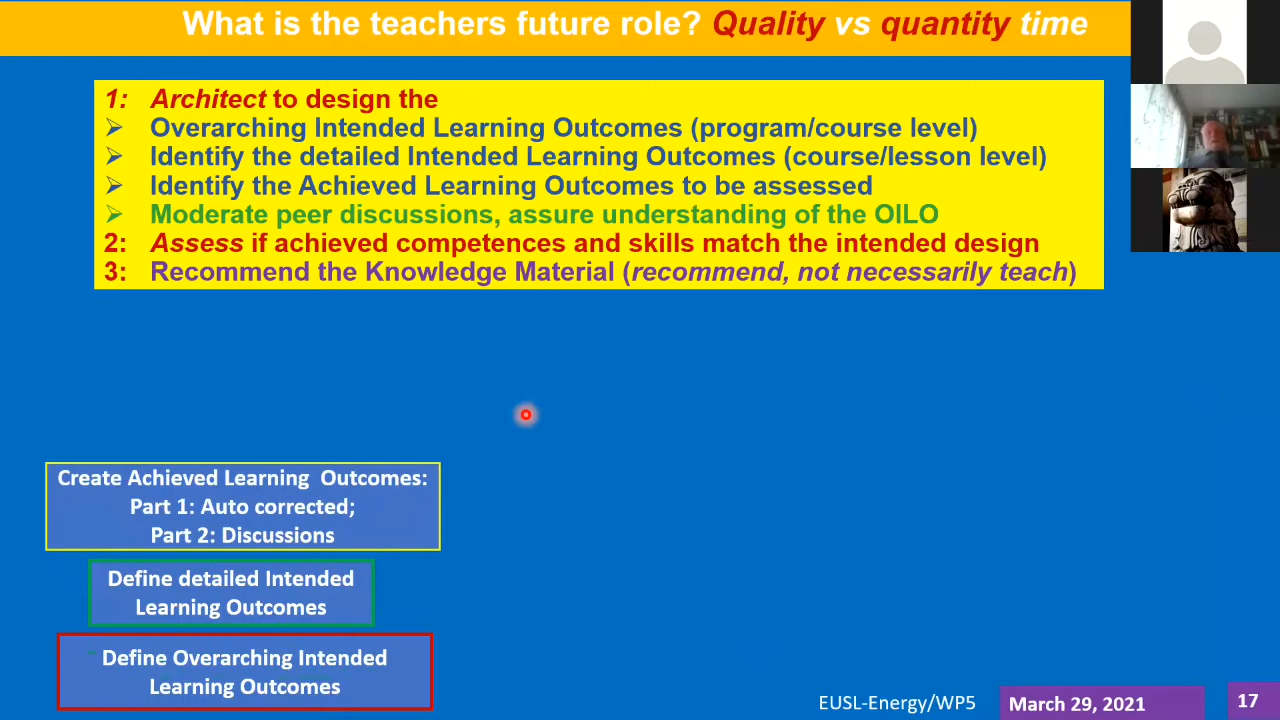 What is the teachers future role? Quality vs quantity time
1: Architect to design the
➢ Overarching Intended Learning Outcomes (program/course level)
➢ Identify the detailed Intended Learning Outcomes (course/lesson level)
➢ Identify the Achieved Learning Outcomes to be assessed
➢ Moderate peer discussions, assure understanding of the OILO
2: Assess if achieved competences and skills match the intended design
3: Recommend the Knowledge Material (recommend, not necessarily teach)
Create Achieved Learning Outcomes:
Part 1: Auto corrected;
Part 2: Discussions
Define detailed Intended
Learning Outcomes
Define Overarching Intended
Learning Outcomes
EUSL-Energy/WP5
March 29, 2021
17